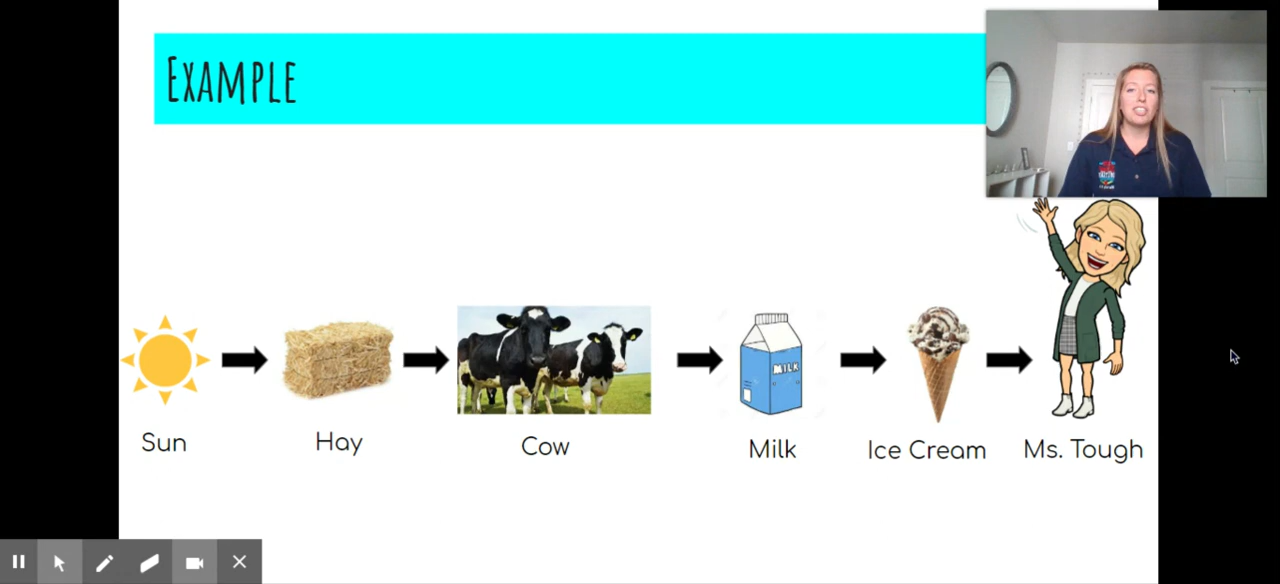 Example
MILK
Sun
Hay
Cow
Milk
Ice Cream
Ms. Tough